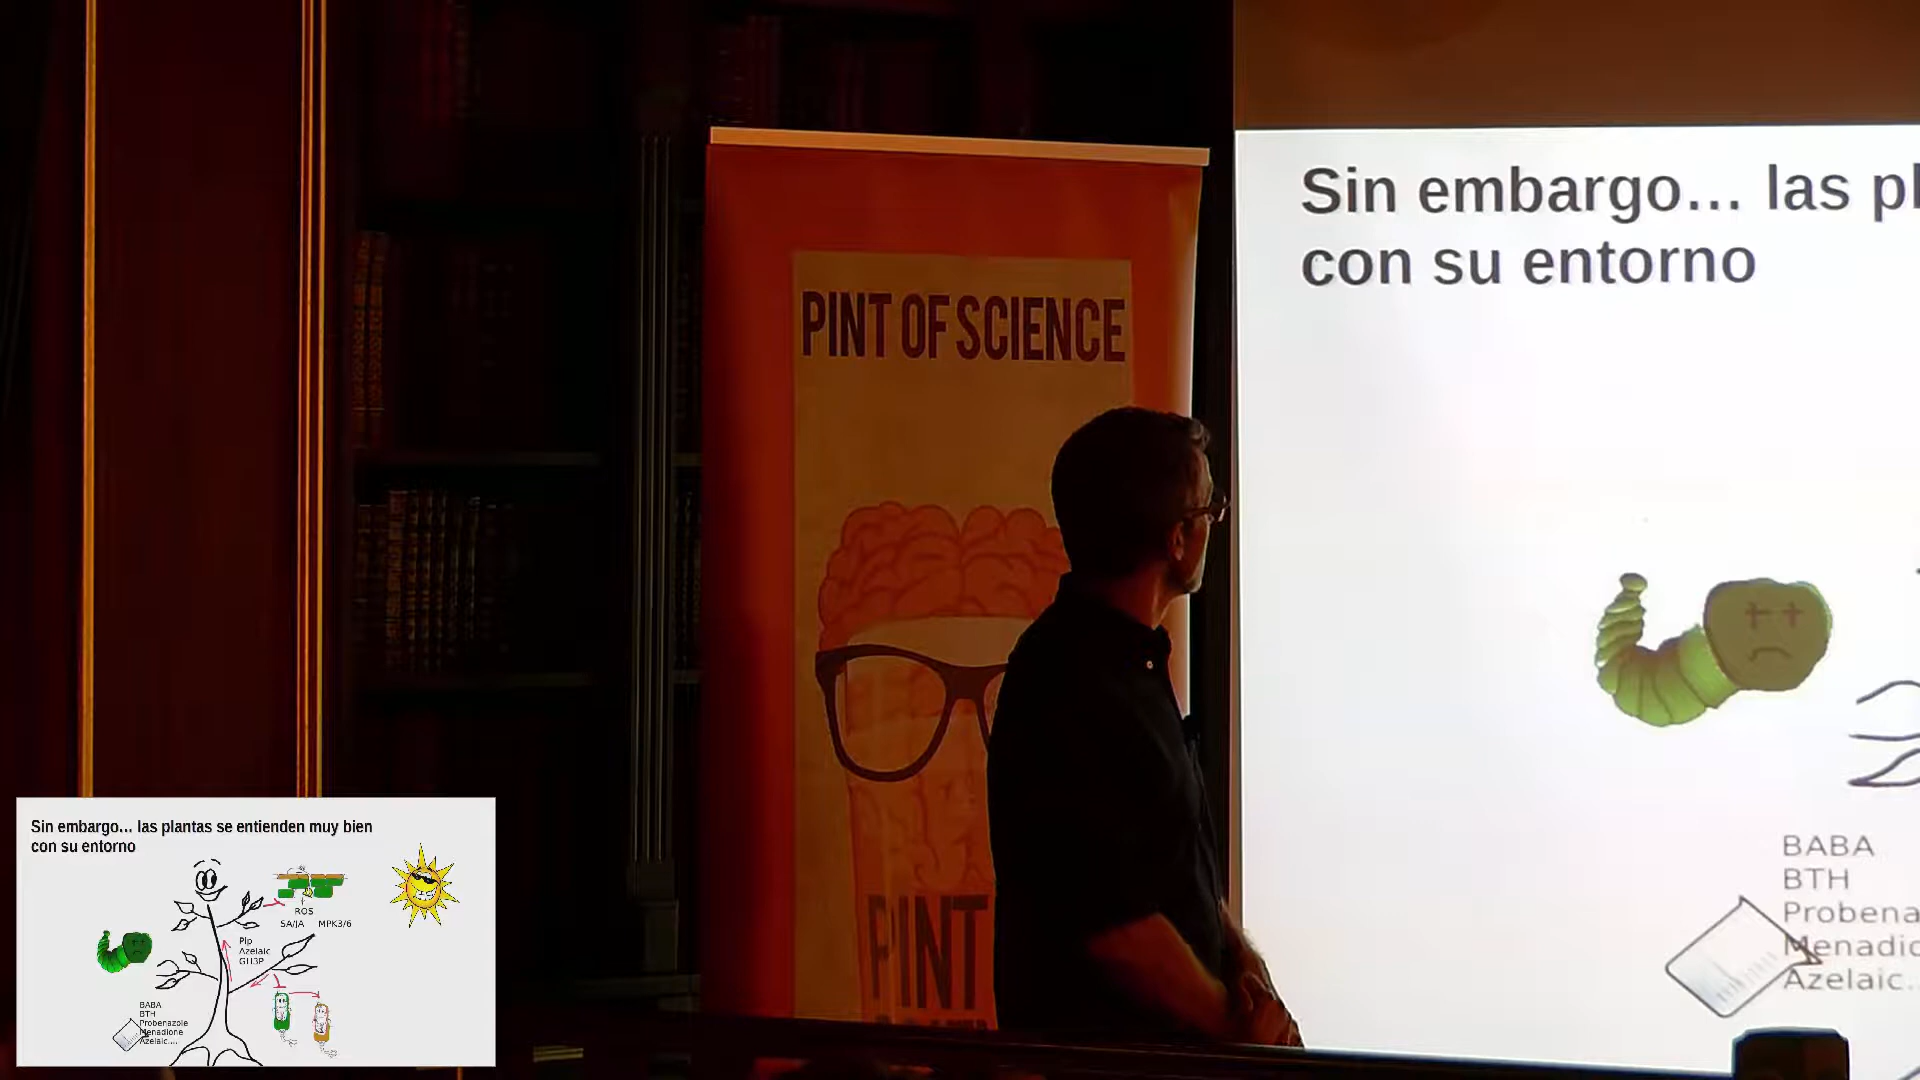 PINT OF SCIENCE
PINT
Sin embargo... las pl
con su entorno
BABA
BTH
Probena
Menadic
Azelaic..
Sin embargo... las plantas se entienden muy bien
con su entorno
ROS
SA/JA MPK3/6
Pip
Azelaic
G3P
BABA
BTH
Probenazole
Menadione
Azelaic....